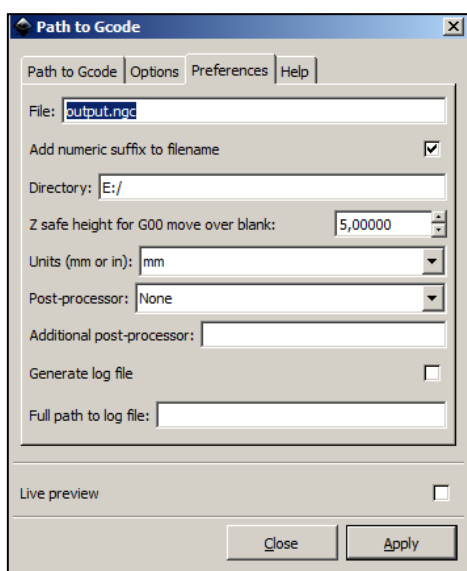 Path to Gcode
Path to Gcode Options Preferences Help
File: output.ngc
Add numeric suffix to filename
Directory: E:/
Z safe height for G00 move over blank: 5,00000
Units (mm or in): mm
Post-processor: None
Additional post-processor:
Generate log file
Full path to log file:
Live preview
Close Apply